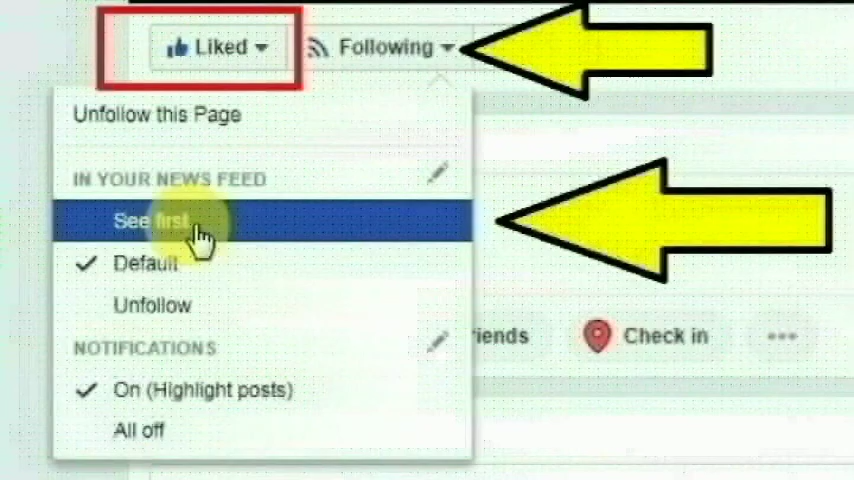 Liked Following
Unfollow this Page
IN YOUR NEWS FEED
See first
Default
Unfollow
riends Check in
NOTIFICATIONS
On (Highlight posts)
All off